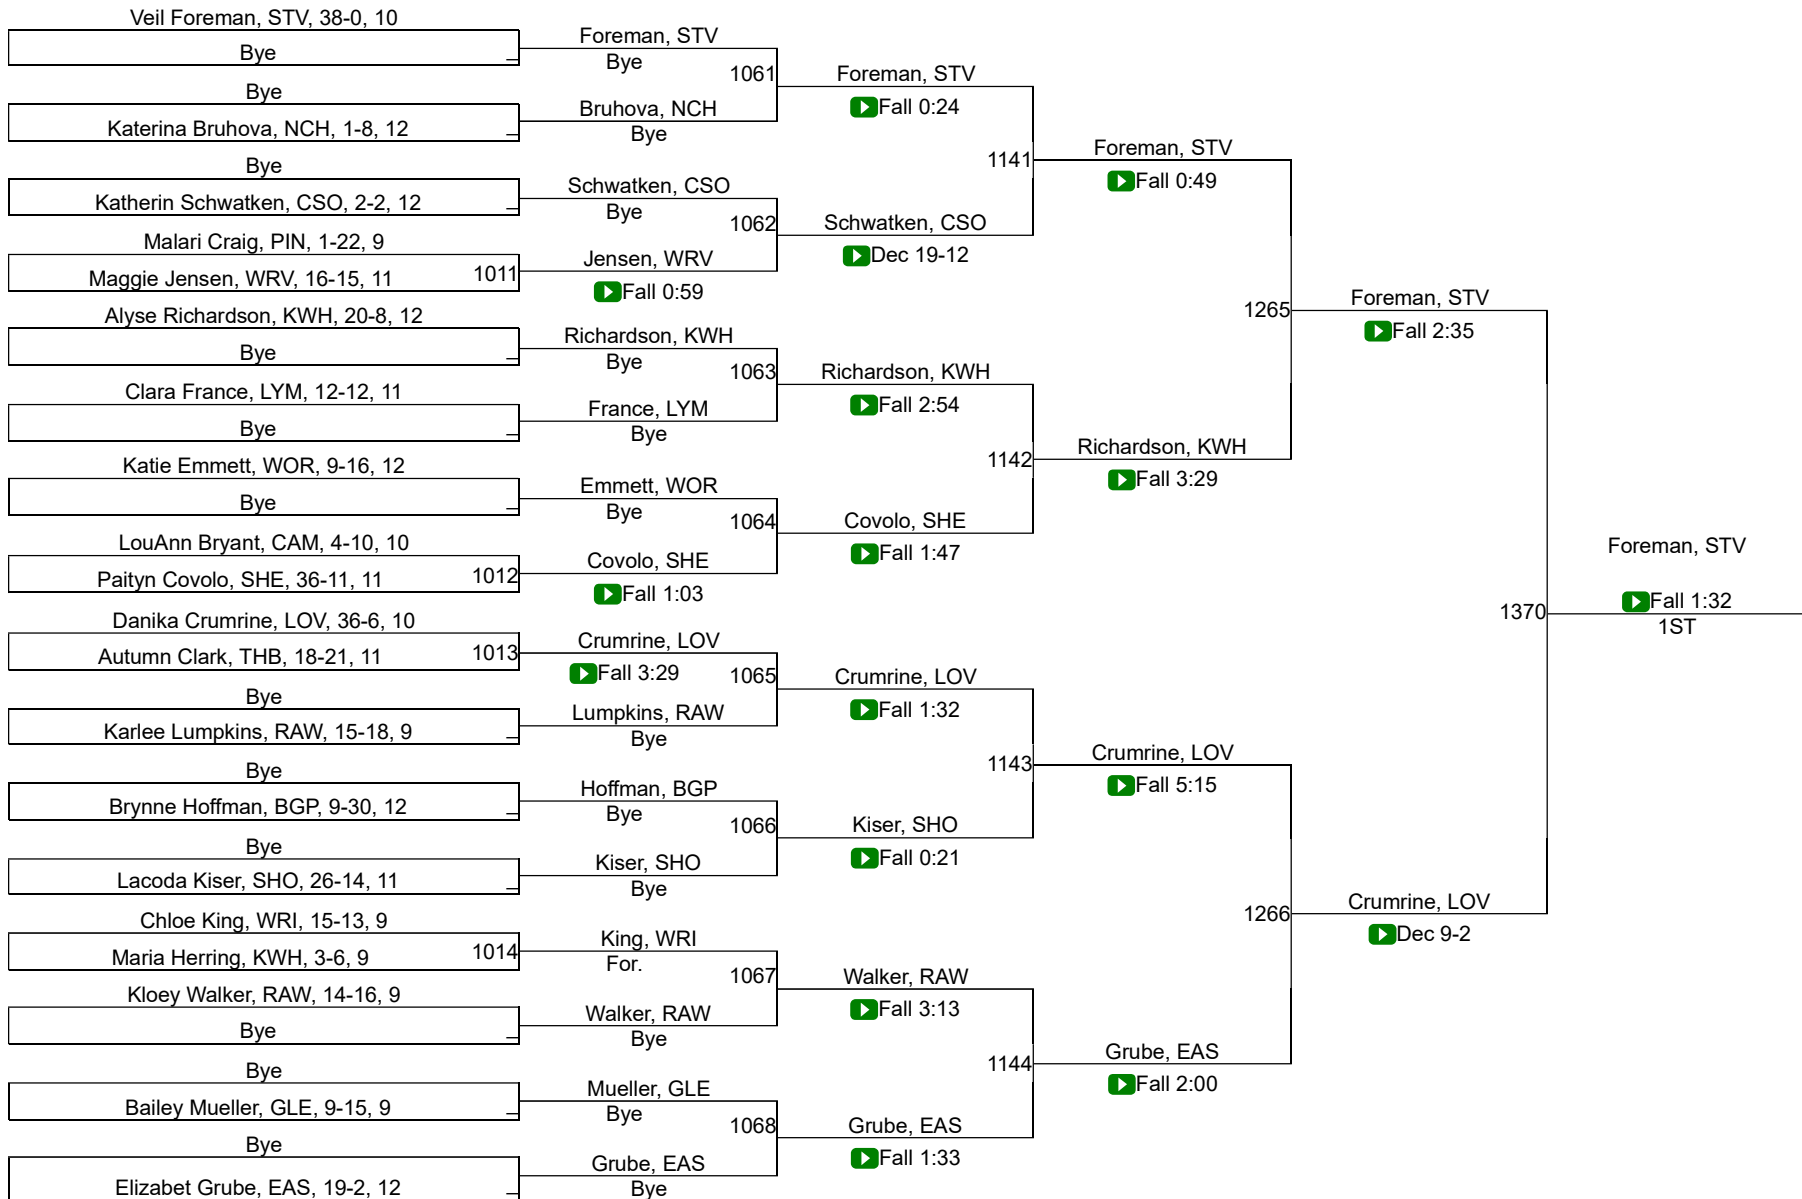 Veil Foreman, STV, 38-0, 10
Bye
Bye
Katerina Bruhova, NCH, 1-8, 12
Bye
Katherin Schwatken, CSO, 2-2, 12
Malari Craig, PIN, 1-22, 9
Maggie Jensen, WRV, 16-15, 11
1011
Alyse Richardson, KWH, 20-8, 12
Bye
Clara France, LYM, 12-12, 11
Bye
Katie Emmett, WOR, 9-16, 12
Bye
LouAnn Bryant, CAM, 4-10, 10
Paityn Covolo, SHE, 36-11, 11
1012
Danika Crumrine, LOV, 36-6, 10
Autumn Clark, THB, 18-21, 11
1013
Bye
Karlee Lumpkins, RAW, 15-18, 9
Bye
Brynne Hoffman, BGP, 9-30, 12
Bye
Lacoda Kiser, SHO, 26-14, 11
Chloe King, WRI, 15-13, 9
Maria Herring, KWH, 3-6, 9
1014
Kloey Walker, RAW, 14-16, 9
Bye
Bye
Bailey Mueller, GLE, 9-15, 9
Bye
Elizabet Grube, EAS, 19-2, 12
Foreman, STV
Bye
1061
Bruhova, NCH
Bye
Schwatken, CSO
Bye
1062
Jensen, WRV
Fall 0:59
Richardson, KWH
Bye
1063
France, LYM
Bye
Emmett, WOR
Bye
1064
Covolo, SHE
Fall 1:03
Crumrine, LOV
Fall 3:29
1065
Lumpkins, RAW
Bye
Hoffman, BGP
Bye
1066
Kiser, SHO
Bye
King, WRI
For.
1067
Walker, RAW
Bye
Mueller, GLE
Bye
1068
Grube, EAS
Bye
Foreman, STV
Fall 0:24
1141
Schwatken, CSO
Dec 19-12
Richardson, KWH
Fall 2:54
1142
Covolo, SHE
Fall 1:47
Crumrine, LOV
Fall 1:32
1143
Kiser, SHO
Fall 0:21
Walker, RAW
Fall 3:13
1144
Grube, EAS
Fall 1:33
Foreman, STV
Fall 0:49
1265
Richardson, KWH
Fall 3:29
Crumrine, LOV
Fall 5:15
1266
Grube, EAS
Fall 2:00
Foreman, STV
Fall 2:35
1370
Crumrine, LOV
Dec 9-2
Foreman, STV
Fall 1:32
1ST